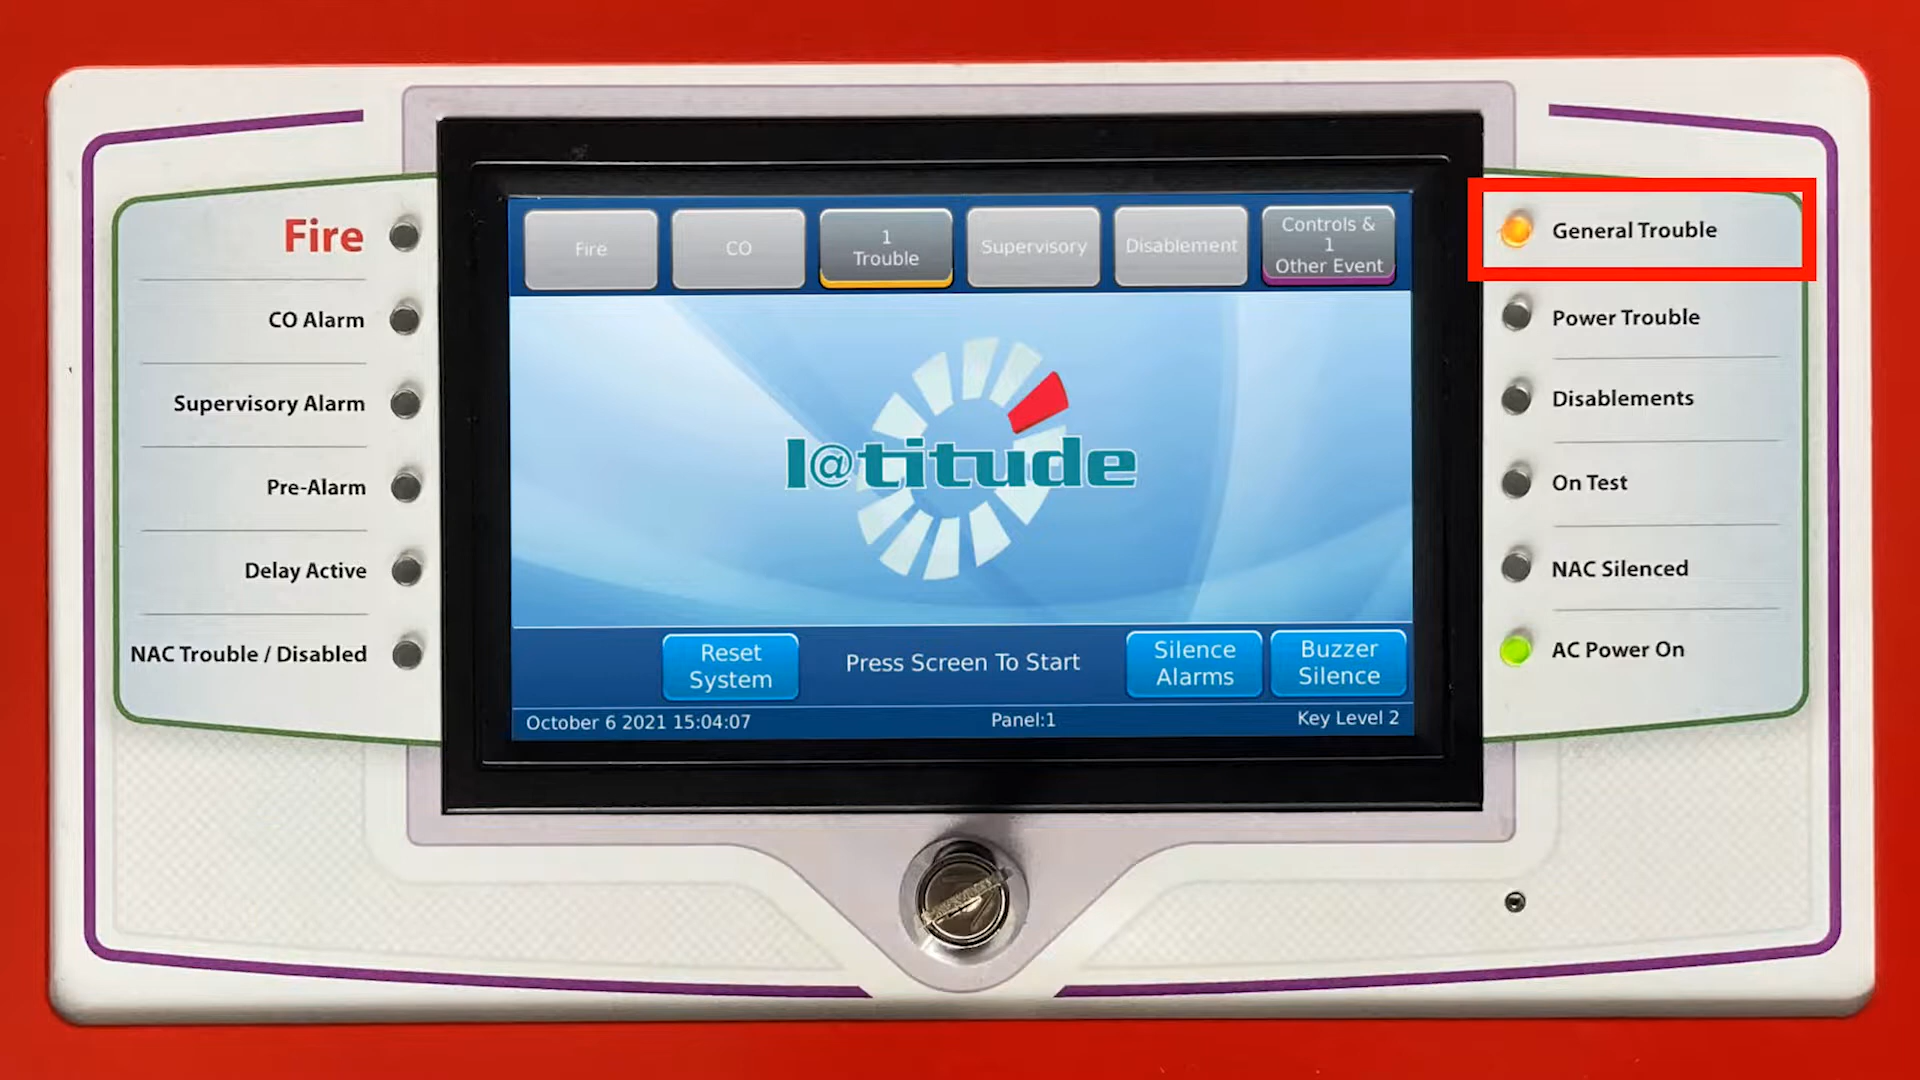 Fire
CO Alarm
Supervisory Alarm
Pre-Alarm
Delay Active
NAC Trouble / Disabled
Fire
CO
1
Trouble
Supervisory
Disablement
Controls &
1
Other Event
l@titude
Reset
System
Press Screen To Start
Silence
Alarms
Buzzer
Silence
October 6 2021 15:04:07
Panel:1
Key Level 2
General Trouble
Power Trouble
Disablements
On Test
NAC Silenced
AC Power On